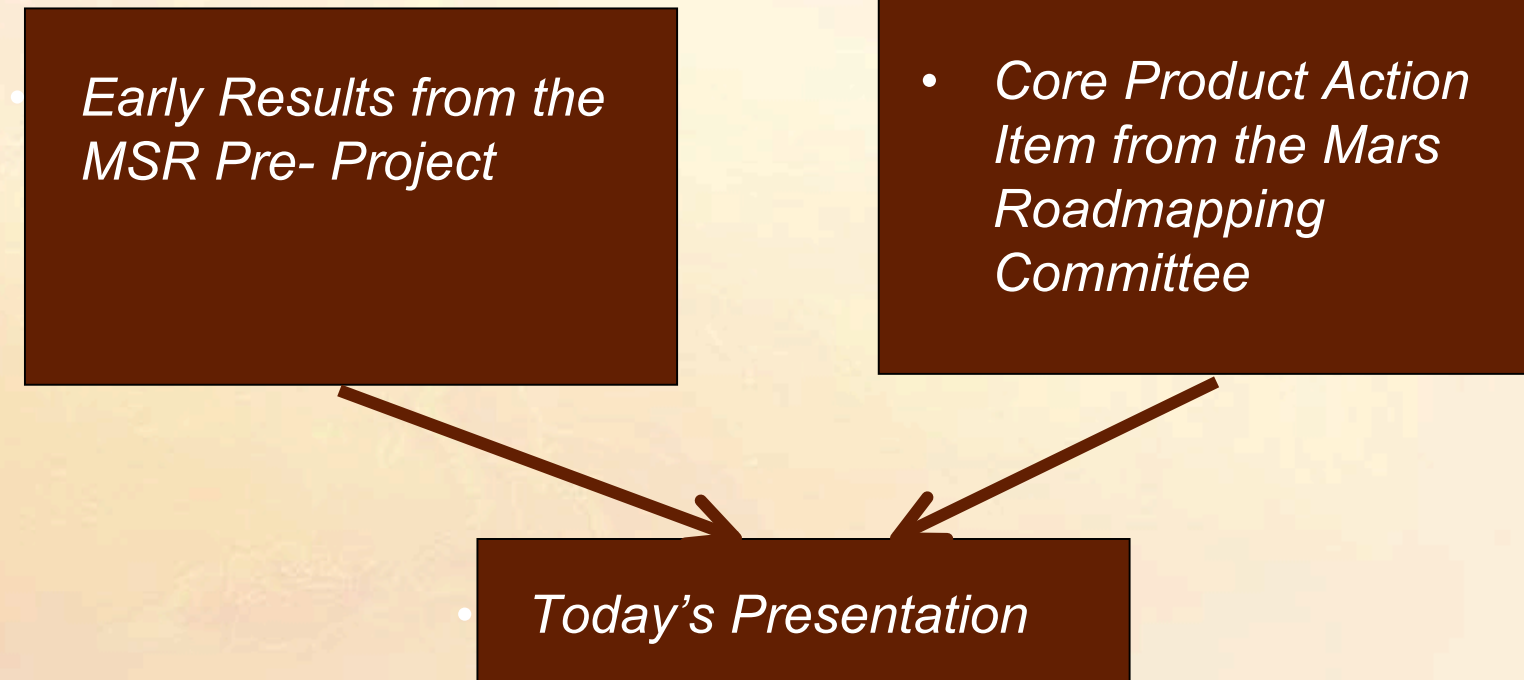 • Early Results from the
MSR Pre- Project
• Core Product Action
Item from the Mars
Roadmapping
Committee
• Today’s Presentation